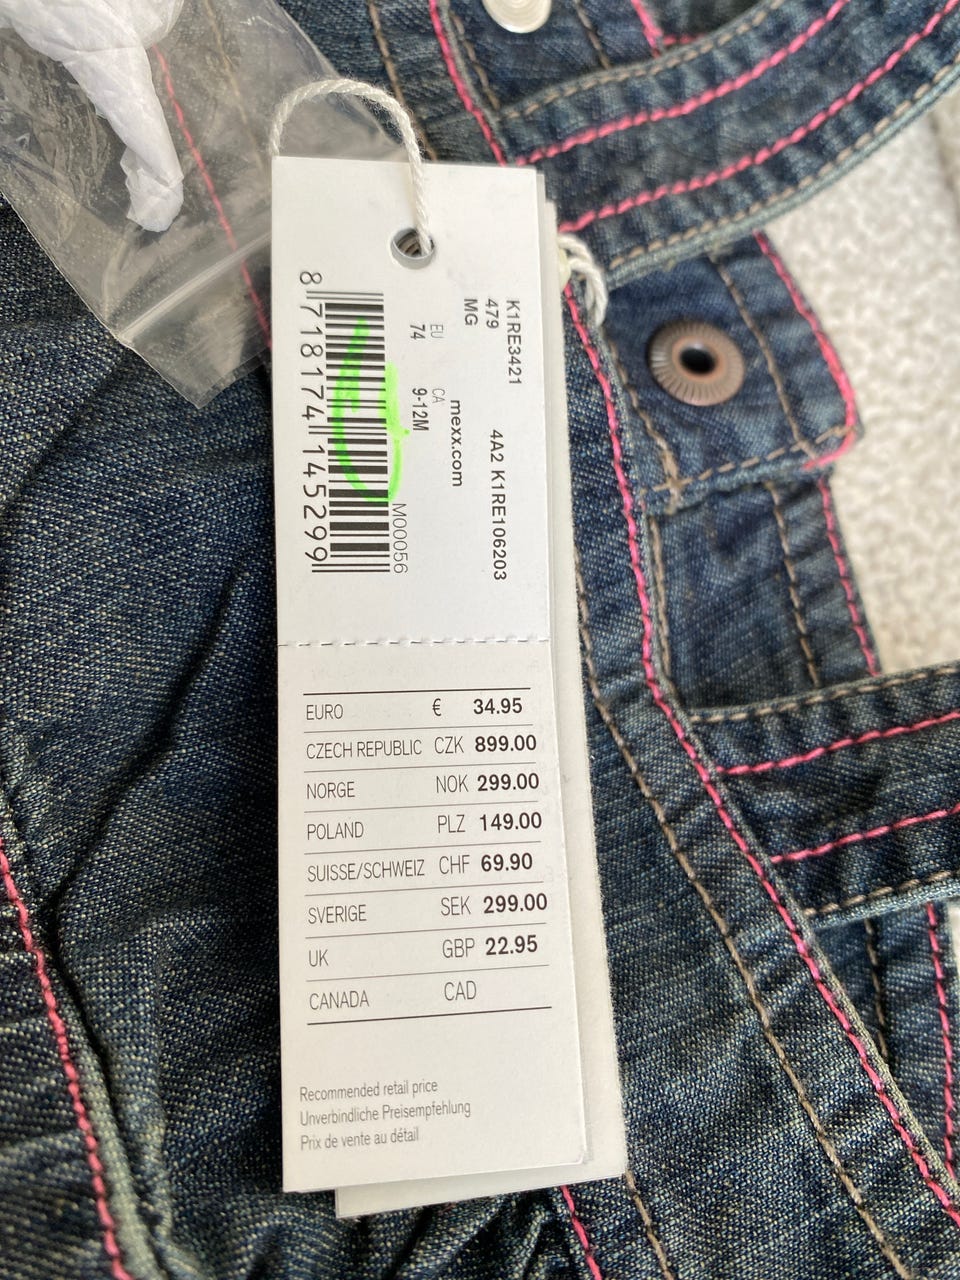 K1RE3421
479
MG
4A2 K1RE106203
mexx.com
EU CA
74 9-12M
M00056
8 718174 145299
EURO € 34.95
CZECH REPUBLIC CZK 899.00
NORGE NOK 299.00
POLAND PLZ 149.00
SUISSE/SCHWEIZ CHF 69.90
SVERIGE SEK 299.00
UK GBP 22.95
CANADA CAD
Recommended retail price
Unverbindliche Preisempfehlung
Prix de vente au détail